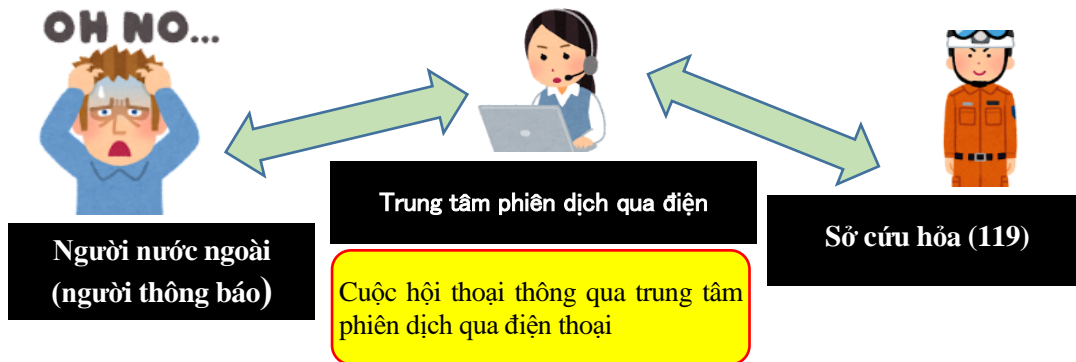 OH NO...
Người nước ngoài
(người thông báo)
Trung tâm phiên dịch qua điện
Cuộc hội thoại thông qua trung tâm
phiên dịch qua điện thoại
Sở cứu hỏa (119)